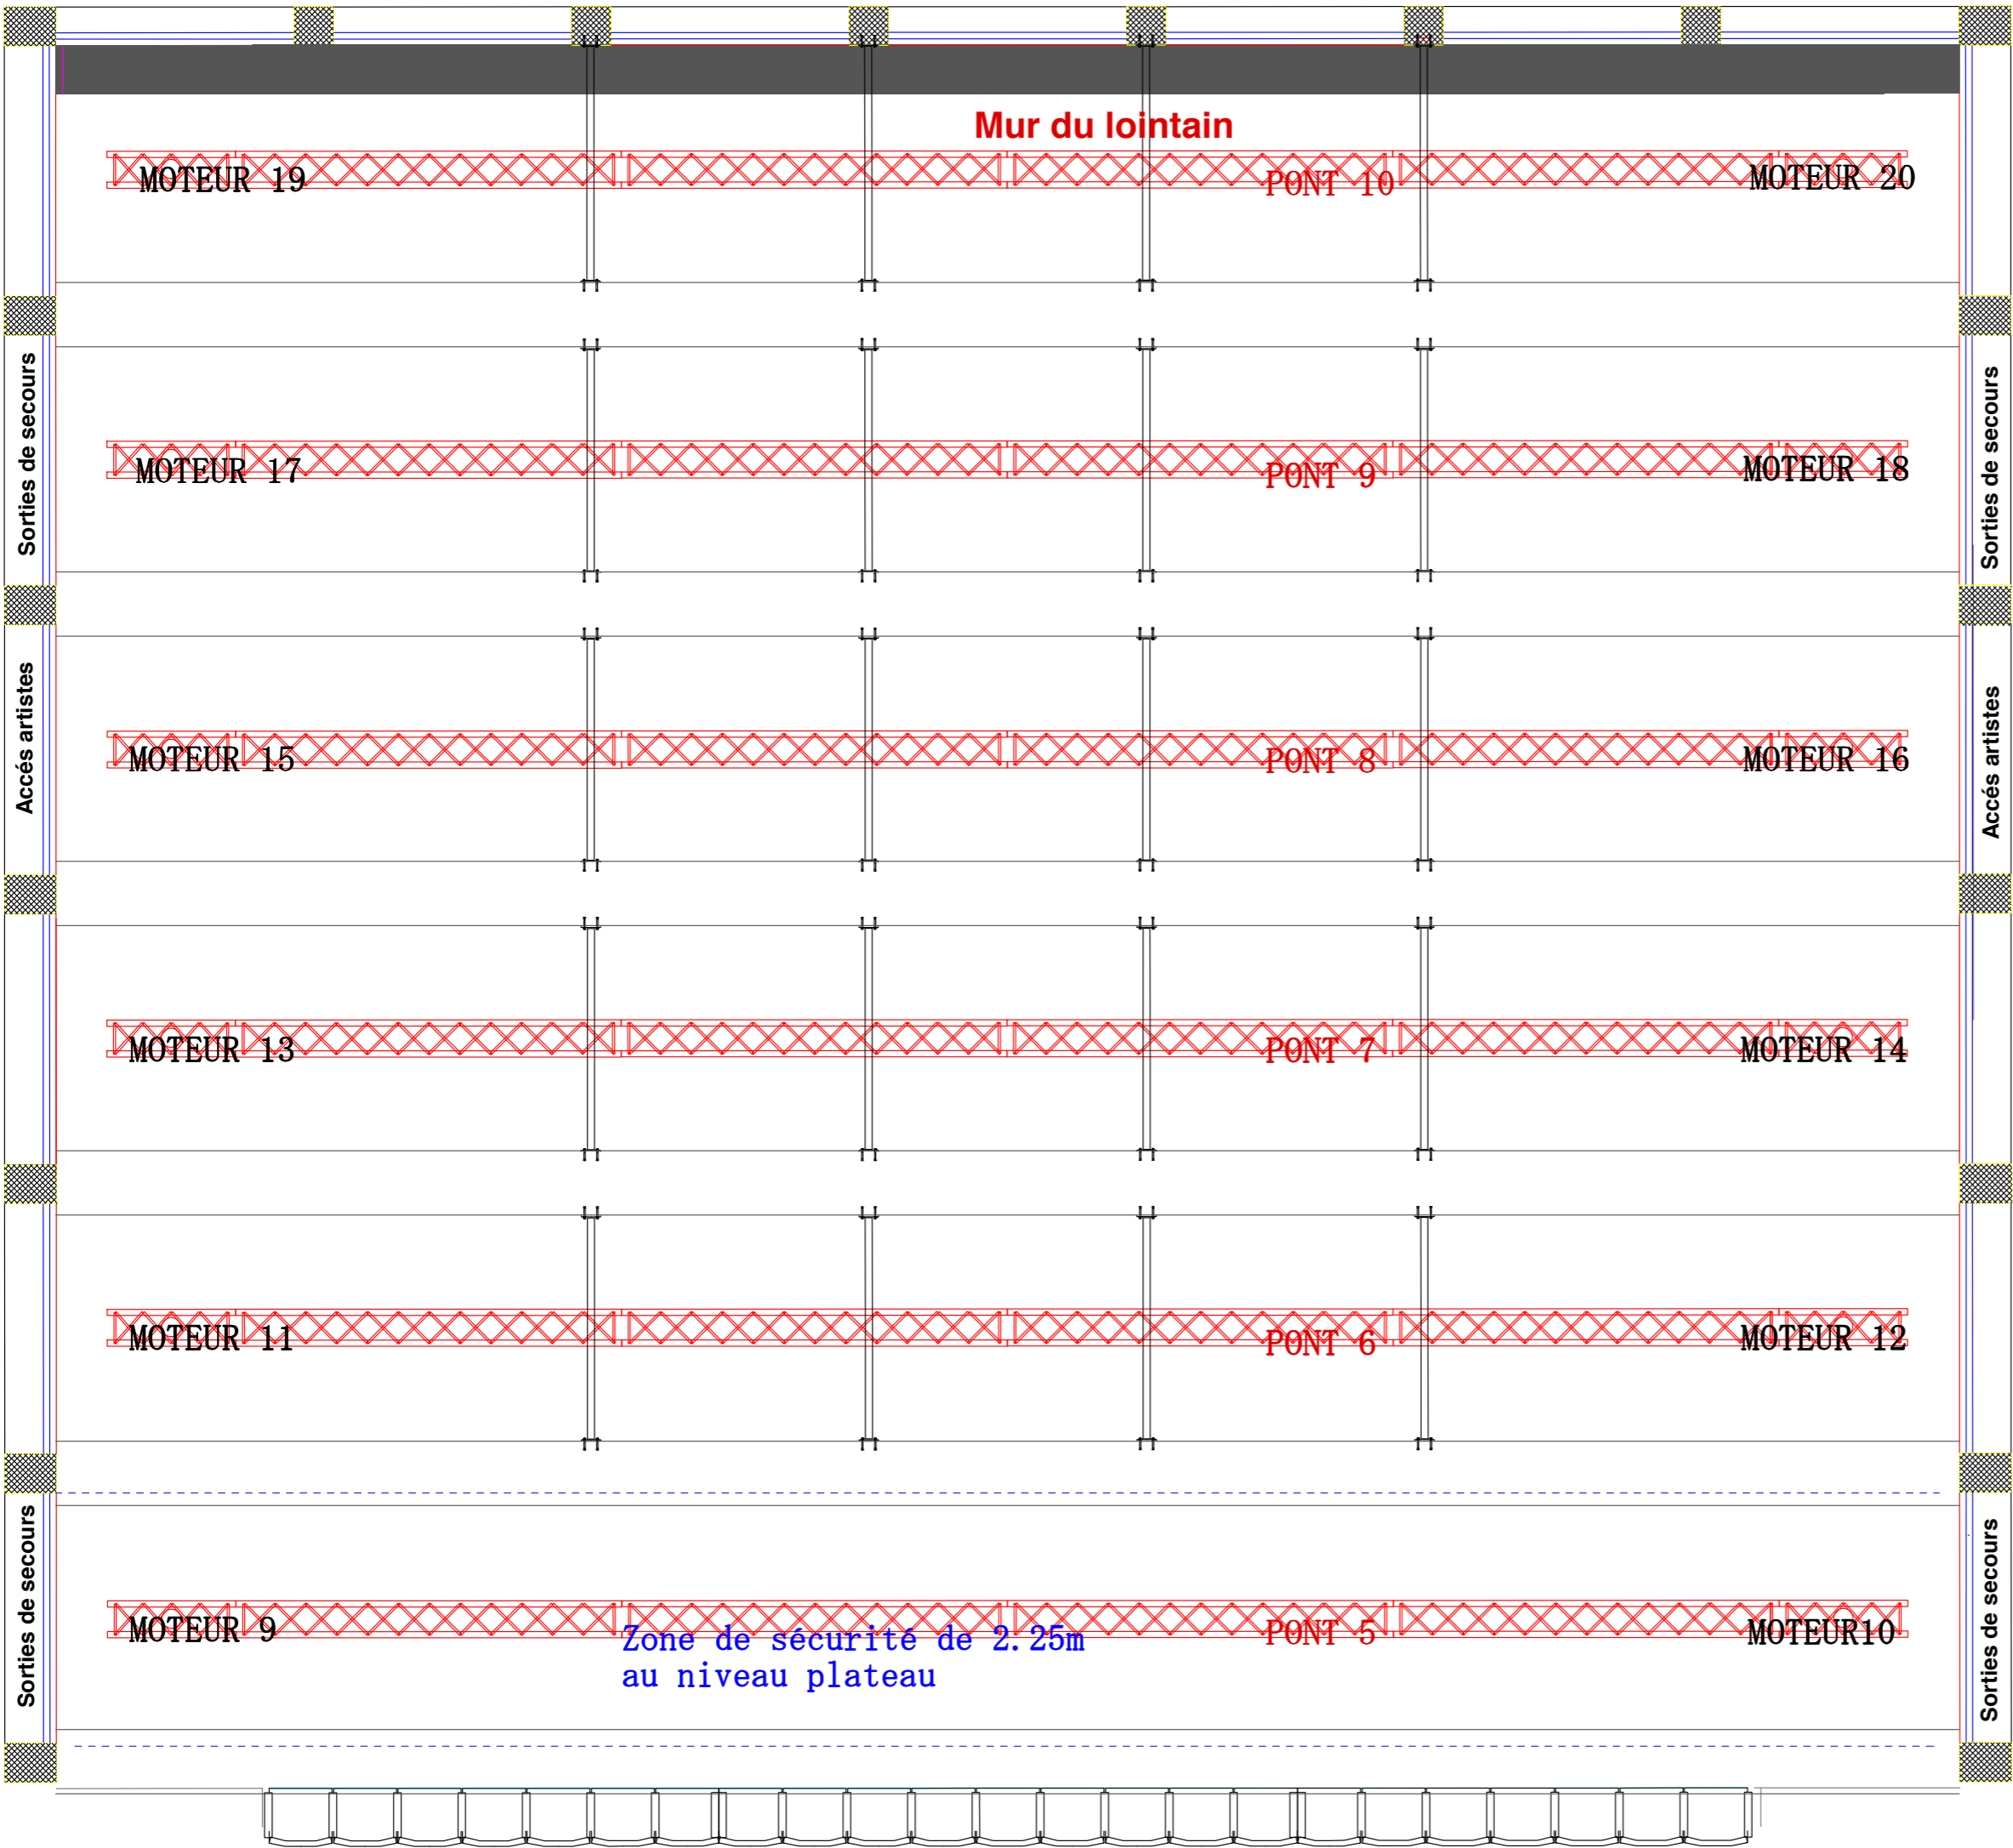 Mur du lointain
MOTEUR 19
PONT 10
MOTEUR 20
Sorties de secours
Sorties de secours
MOTEUR 17
PONT 9
MOTEUR 18
Accés artistes
Accés artistes
MOTEUR 15
PONT 8
MOTEUR 16
MOTEUR 13
PONT 7
MOTEUR 14
MOTEUR 11
PONT 6
MOTEUR 12
Sorties de secours
Sorties de secours
MOTEUR 9
PONT 5
MOTEUR10
Zone de sécurité de 2.25m
au niveau plateau